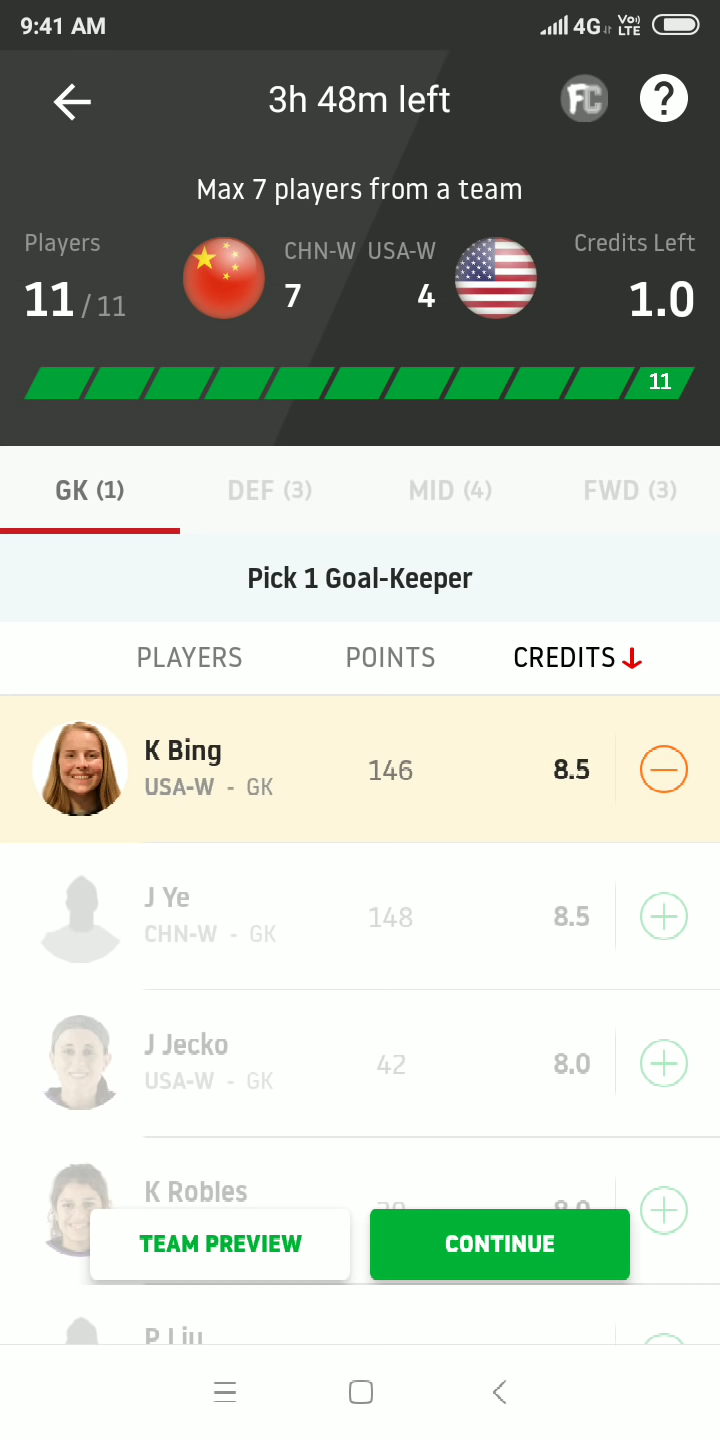 9:41 AM
4G Vo) LTE
3h 48m left
FC
?
Max 7 players from a team
Players
CHN-W USA-W
Credits Left
11 / 11
7
4
1.0
11
GK (1)
DEF (3)
MID (4)
FWD (3)
Pick 1 Goal-Keeper
PLAYERS POINTS CREDITS
K Bing
USA-W - GK
146
8.5
J Ye
CHN-W - GK
148
8.5
J Jecko
USA-W - GK
42
8.0
K Robles
8.0
TEAM PREVIEW
CONTINUE
P Liu